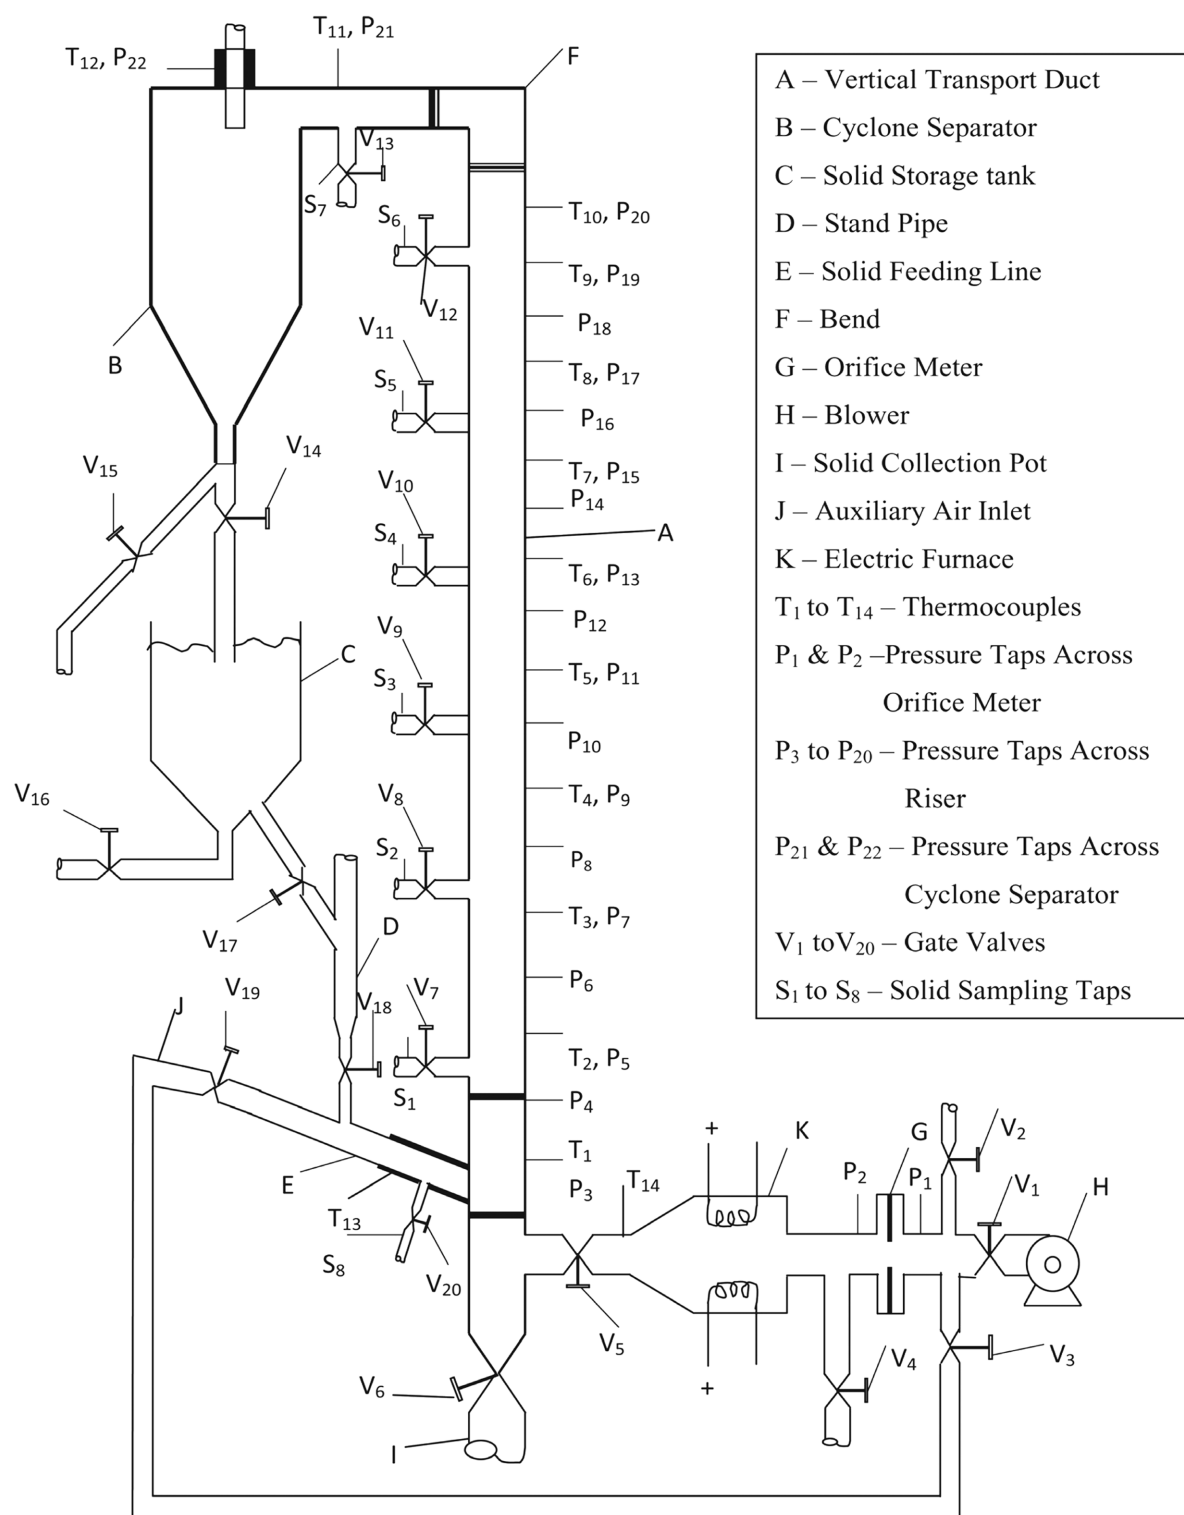 T11, P21
T12, P22
F
V13
S7
S6
T10, P20
T9, P19
V12
P18
V11
B
S5
T8, P17
P16
V14
V15
T7, P15
V10
P14
S4
A
T6, P13
V9
P12
C
S3
T5, P11
P10
V16
V8
T4, P9
S2
P8
D
T3, P7
V17
P6
V19
V7
V18
J
T2, P5
S1
P4
+
K
G
V2
T1
P2
P1
E
T14
P3
V1
H
T13
S8
V20
V5
V4
V3
V6
+
I
A – Vertical Transport Duct
B – Cyclone Separator
C – Solid Storage tank
D – Stand Pipe
E – Solid Feeding Line
F – Bend
G – Orifice Meter
H – Blower
I – Solid Collection Pot
J – Auxiliary Air Inlet
K – Electric Furnace
T1 to T14 – Thermocouples
P1 & P2 –Pressure Taps Across
Orifice Meter
P3 to P20 – Pressure Taps Across
Riser
P21 & P22 – Pressure Taps Across
Cyclone Separator
V1 toV20 – Gate Valves
S1 to S8 – Solid Sampling Taps